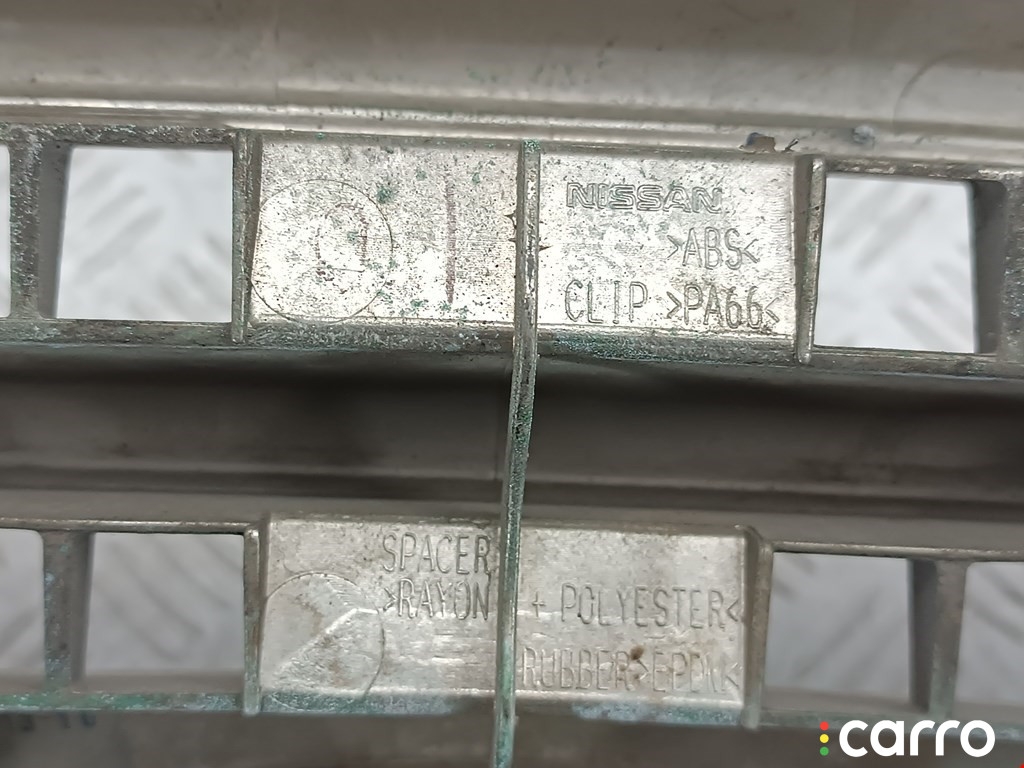 NISSAN
>ABS<
CLIP >PA66<
SPACER
>RAYON + POLYESTER<
RUBBER>EPDM<
carro